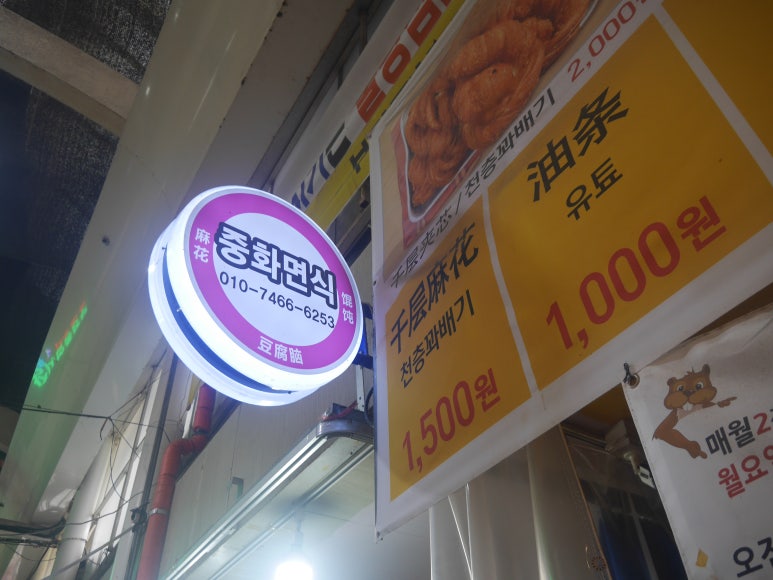 麻花
중화면식
010-7466-6253
馄饨
豆腐脑
千层夹芯/천층꽈배기 2,000
油条
유툐
1,000원
千层麻花
천층꽈배기
1,500원
매월 2
월요
오전